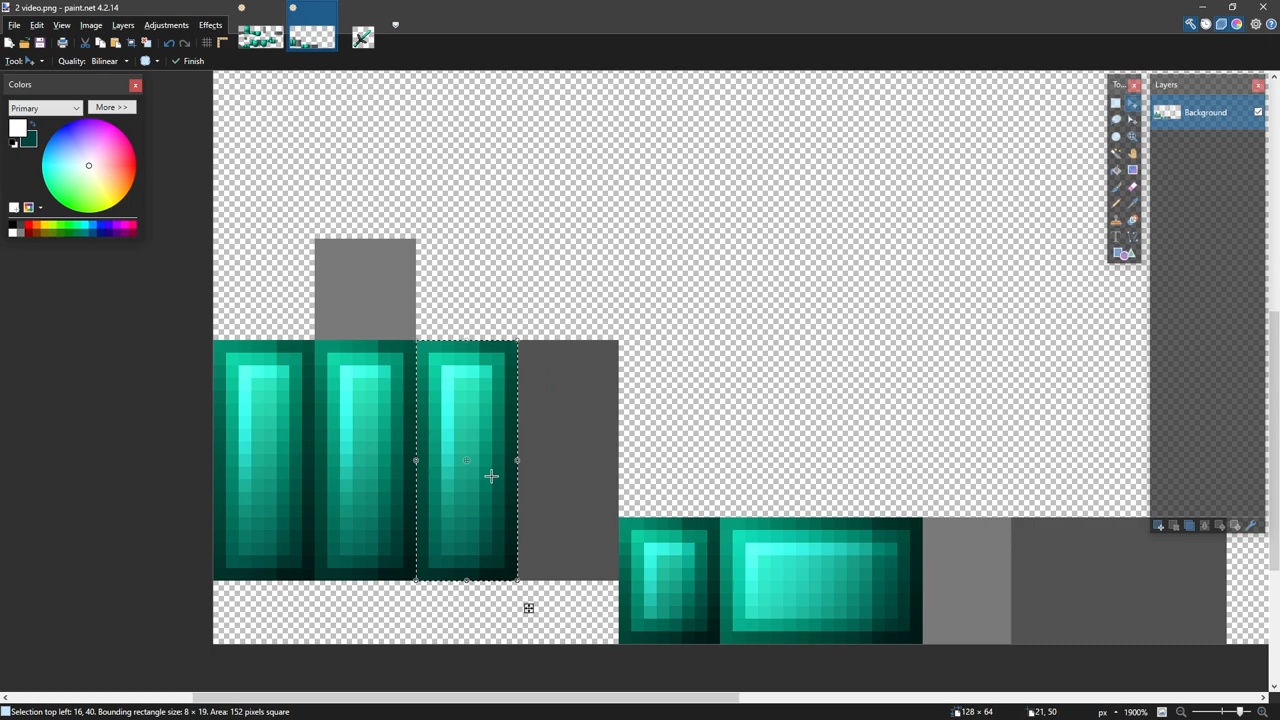 2 video.png - paint.net 4.2.14
File Edit View Image Layers Adjustments Effects
Tool: Quality: Bilinear Finish
Colors
Primary More >>
To...
Layers
Background
Selection top left: 16, 40. Bounding rectangle size: 8 × 19. Area: 152 pixels square
128 × 64
21, 50
px
1900%